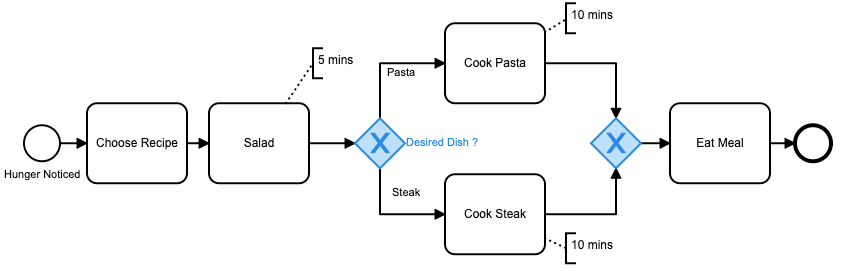 10 mins
5 mins
Pasta
Cook Pasta
Hunger Noticed
Choose Recipe
Salad
X
Desired Dish ?
X
Eat Meal
Steak
Cook Steak
10 mins